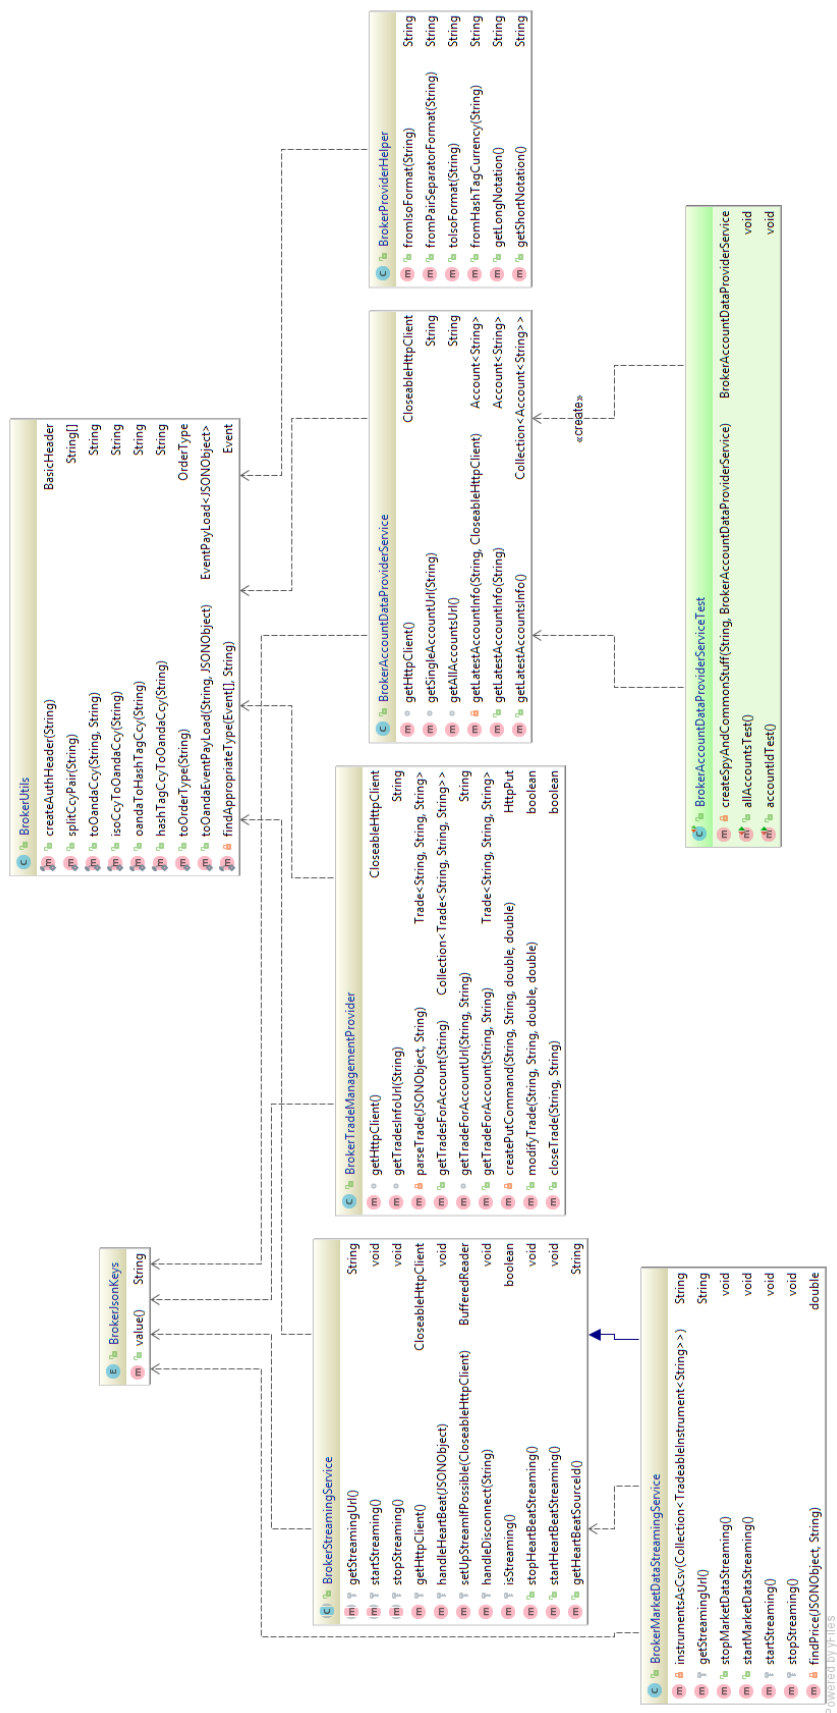 BrokerUtils
createAuthHeader(String) BasicHeader
splitCcyPair(String) String[]
toOandaCcy(String, String) String
isoCcyToOandaCcy(String) String
oandaToHashTagCcy(String) String
hashTagCcyToOandaCcy(String) String
toOrderType(String) OrderType
toOandaEventPayLoad(String, JSONObject) EventPayLoad<JSONObject>
findAppropriateType(Event[], String) Event
BrokerJsonKeys
value() String
BrokerStreamingService
getStreamingUrl() String
startStreaming() void
stopStreaming() void
getHttpClient() CloseableHttpClient
handleHeartBeat(JSONObject) void
setUpStreamIfPossible(CloseableHttpClient) BufferedReader
handleDisconnect(String) void
isStreaming() boolean
stopHeartBeatStreaming() void
startHeartBeatStreaming() void
getHeartBeatSourceId() String
BrokerTradeManagementProvider
getHttpClient() CloseableHttpClient
getTradesInfoUrl(String) String
parseTrade(JSONObject, String) Trade<String, String, String>
getTradesForAccount(String) Collection<Trade<String, String, String>>
getTradeForAccountUrl(String, String) String
getTradeForAccount(String, String) Trade<String, String, String>
createPutCommand(String, String, double, double) HttpPut
modifyTrade(String, String, double, double) boolean
closeTrade(String, String) boolean
BrokerAccountDataProviderService
getHttpClient() CloseableHttpClient
getSingleAccountUrl(String) String
getAllAccountsUrl() String
getLatestAccountInfo(String, CloseableHttpClient) Account<String>
getLatestAccountInfo(String) Account<String>
getLatestAccountsInfo() Collection<Account<String>>
BrokerProviderHelper
fromIsoFormat(String) String
fromPairSeparatorFormat(String) String
toIsoFormat(String) String
fromHashTagCurrency(String) String
getLongNotation() String
getShortNotation() String
«create»
BrokerMarketDataStreamingService
instrumentsAsCsv(Collection<TradeableInstrument<String>>) String
getStreamingUrl() String
stopMarketDataStreaming() void
startMarketDataStreaming() void
startStreaming() void
stopStreaming() void
findPrice(JSONObject, String) double
BrokerAccountDataProviderServiceTest
createSpyAndCommonStuff(String, BrokerAccountDataProviderService) BrokerAccountDataProviderService
allAccountsTest() void
accountIdTest() void
Powered by yFiles